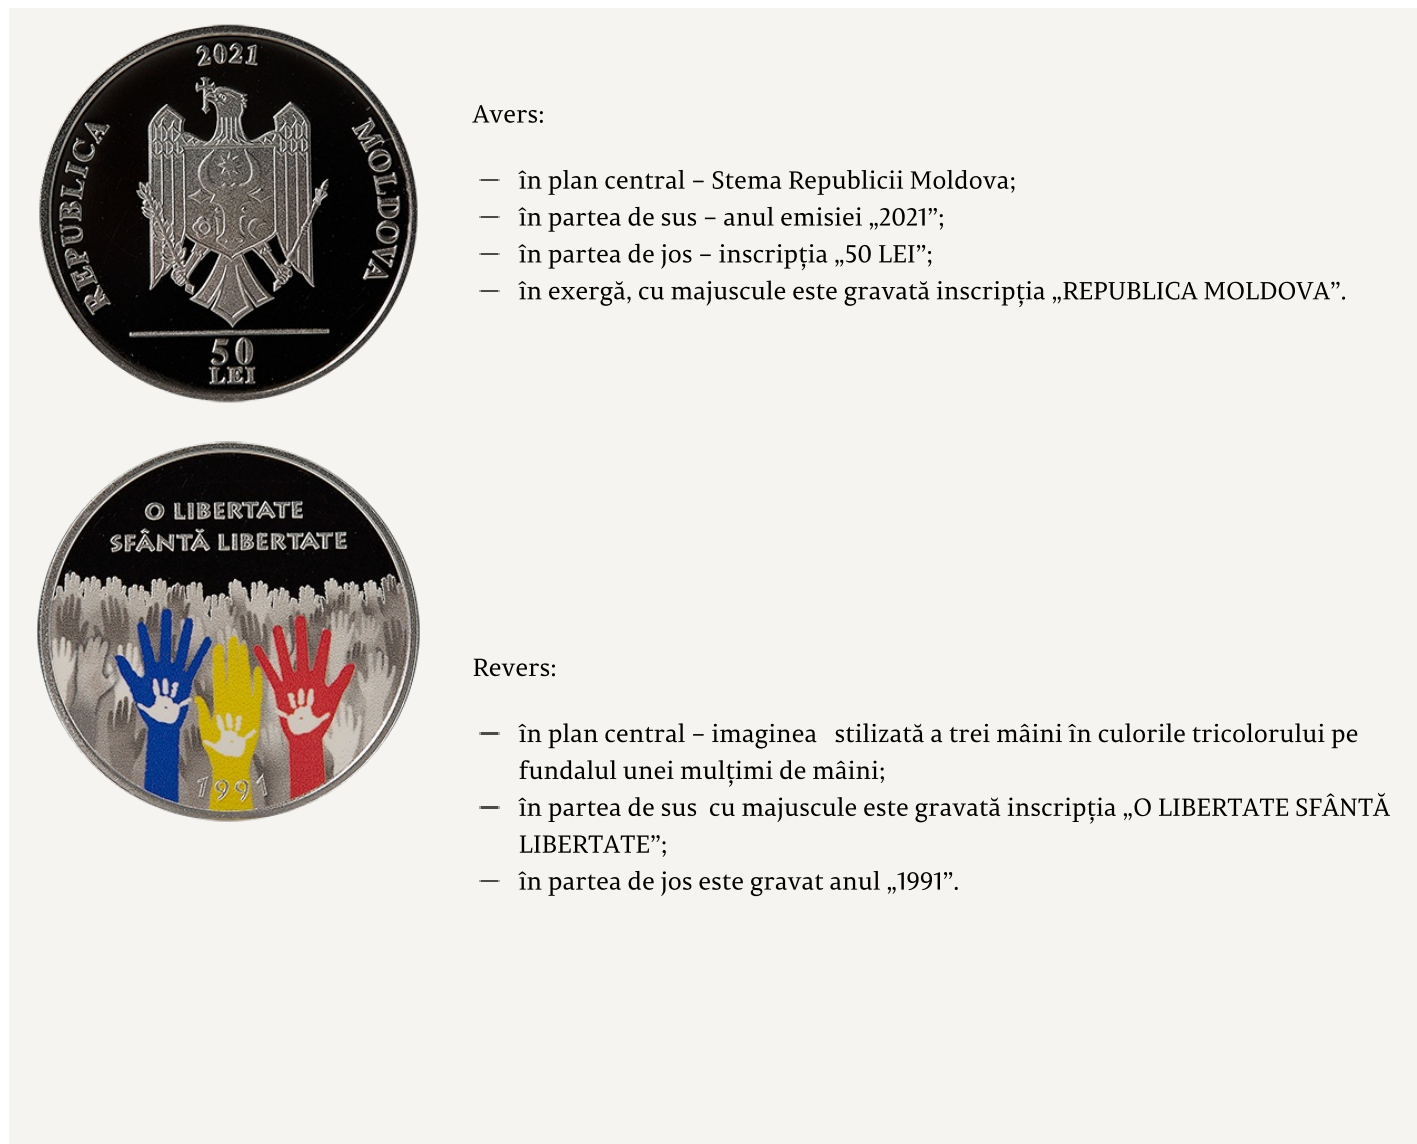 2021
REPUBLICA MOLDOVA
50
LEI
Avers:
— în plan central – Stema Republicii Moldova;
— în partea de sus – anul emisiei „2021”;
— în partea de jos – inscripția „50 LEI”;
— în exergă, cu majuscule este gravată inscripția „REPUBLICA MOLDOVA”.
O LIBERTATE
SFÂNTĂ LIBERTATE
1991
Revers:
— în plan central – imaginea stilizată a trei mâini în culorile tricolorului pe
fundalul unei mulțimi de mâini;
— în partea de sus cu majuscule este gravată inscripția „O LIBERTATE SFÂNTĂ
LIBERTATE”;
— în partea de jos este gravat anul „1991”.